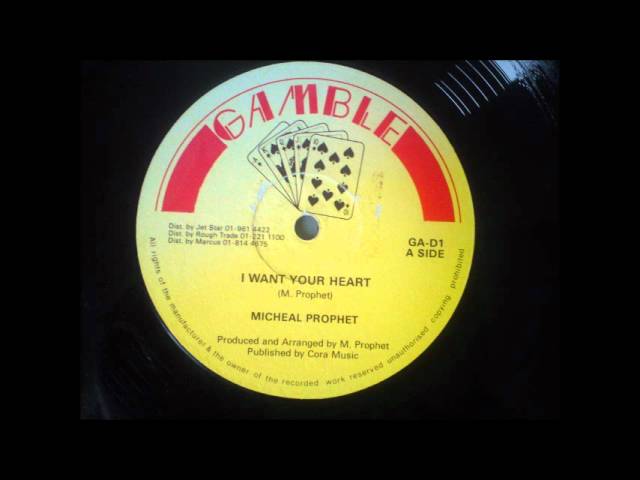 GAMBLE
Dist. by Jet Star 01-961 4422
Dist. by Rough Trade 01-221 1100
Dist. by Marcus 01-814 4675
GA-D1
A SIDE
I WANT YOUR HEART
(M. Prophet)
MICHEAL PROPHET
Produced and Arranged by M. Prophet
Published by Cora Music
All rights of the manufacturer & the owner of the recorded work reserved unauthorised copying prohibited